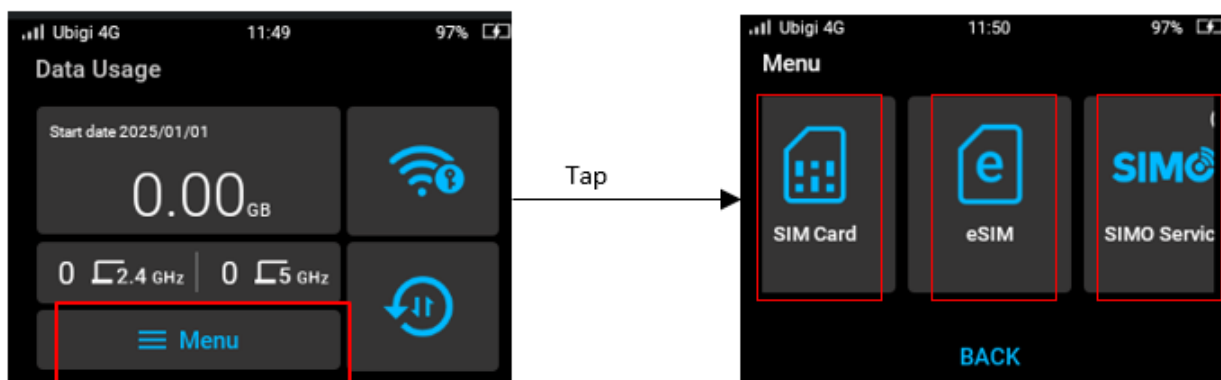 Ubigi 4G 11:49 97%
Data Usage
Start date 2025/01/01
0.00GB
0 2.4 GHz 0 5 GHz
Menu
Tap
Ubigi 4G 11:50 97%
Menu
e
SIMO
SIM Card eSIM SIMO Servic
BACK